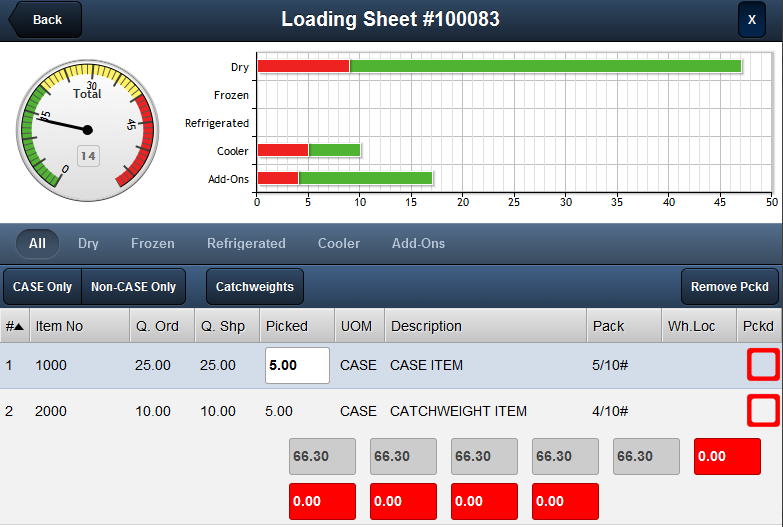 Back
Loading Sheet #100083
X
Total
0
15
30
45
14
Dry
Frozen
Refrigerated
Cooler
Add-Ons
0 5 10 15 20 25 30 35 40 45 50
All Dry Frozen Refrigerated Cooler Add-Ons
CASE Only Non-CASE Only Catchweights Remove Pckd
#▲ Item No Q. Ord Q. Shp Picked UOM Description Pack Wh.Loc Pckd
1 1000 25.00 25.00 5.00 CASE CASE ITEM 5/10#
2 2000 10.00 10.00 5.00 CASE CATCHWEIGHT ITEM 4/10#
66.30 66.30 66.30 66.30 66.30 0.00
0.00 0.00 0.00 0.00